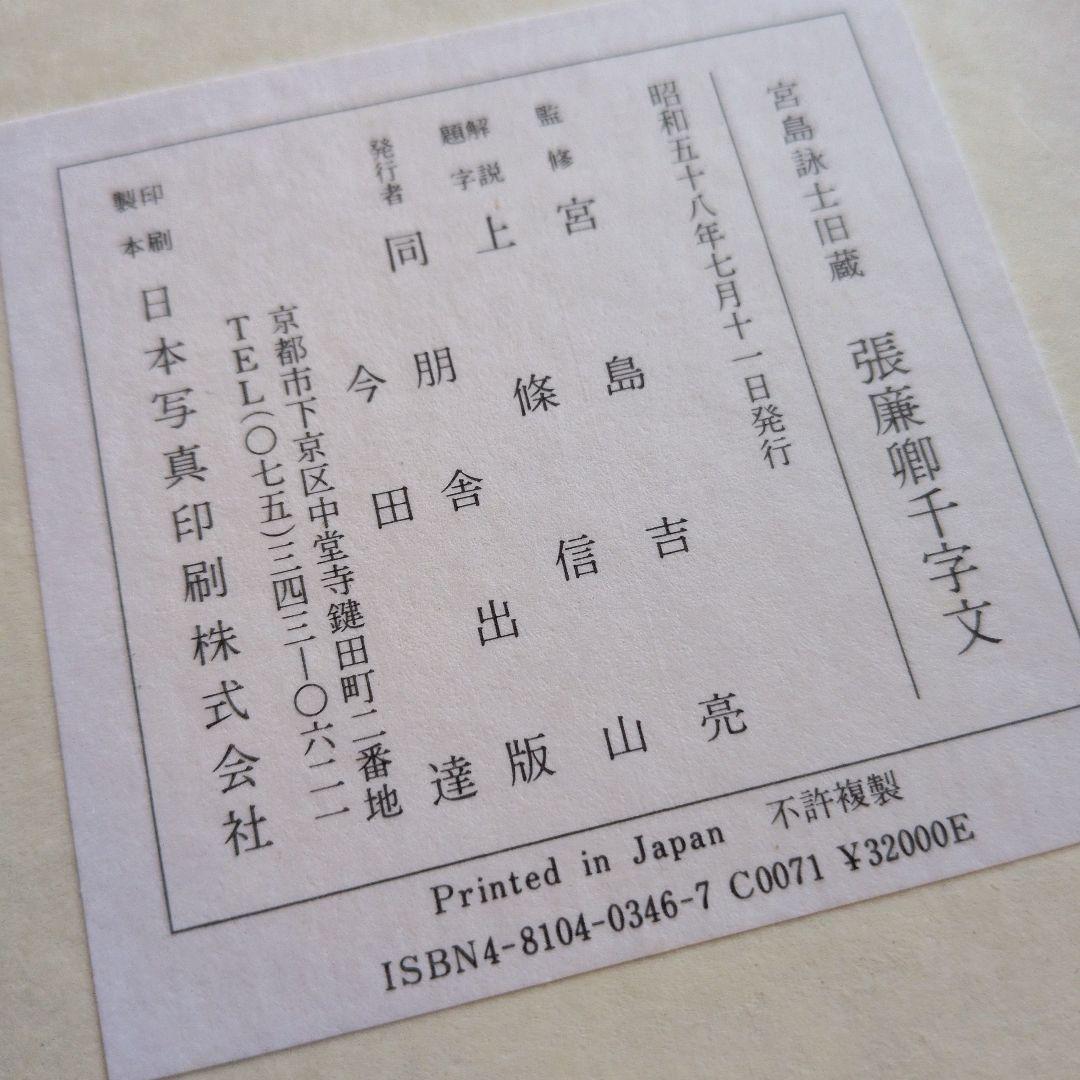 宮島詠士旧蔵 張廉卿千字文
昭和五十八年七月十一日発行
監修 宮島吉亮
解説 題字 上條信山
発行者 同朋舎出版
今田達
京都市下京区中堂寺鍵田町二番地
TEL(〇七五)三四三―〇六二一
印刷 製本 日本写真印刷株式会社
不許複製
Printed in Japan
ISBN4-8104-0346-7 C0071 ¥32000E